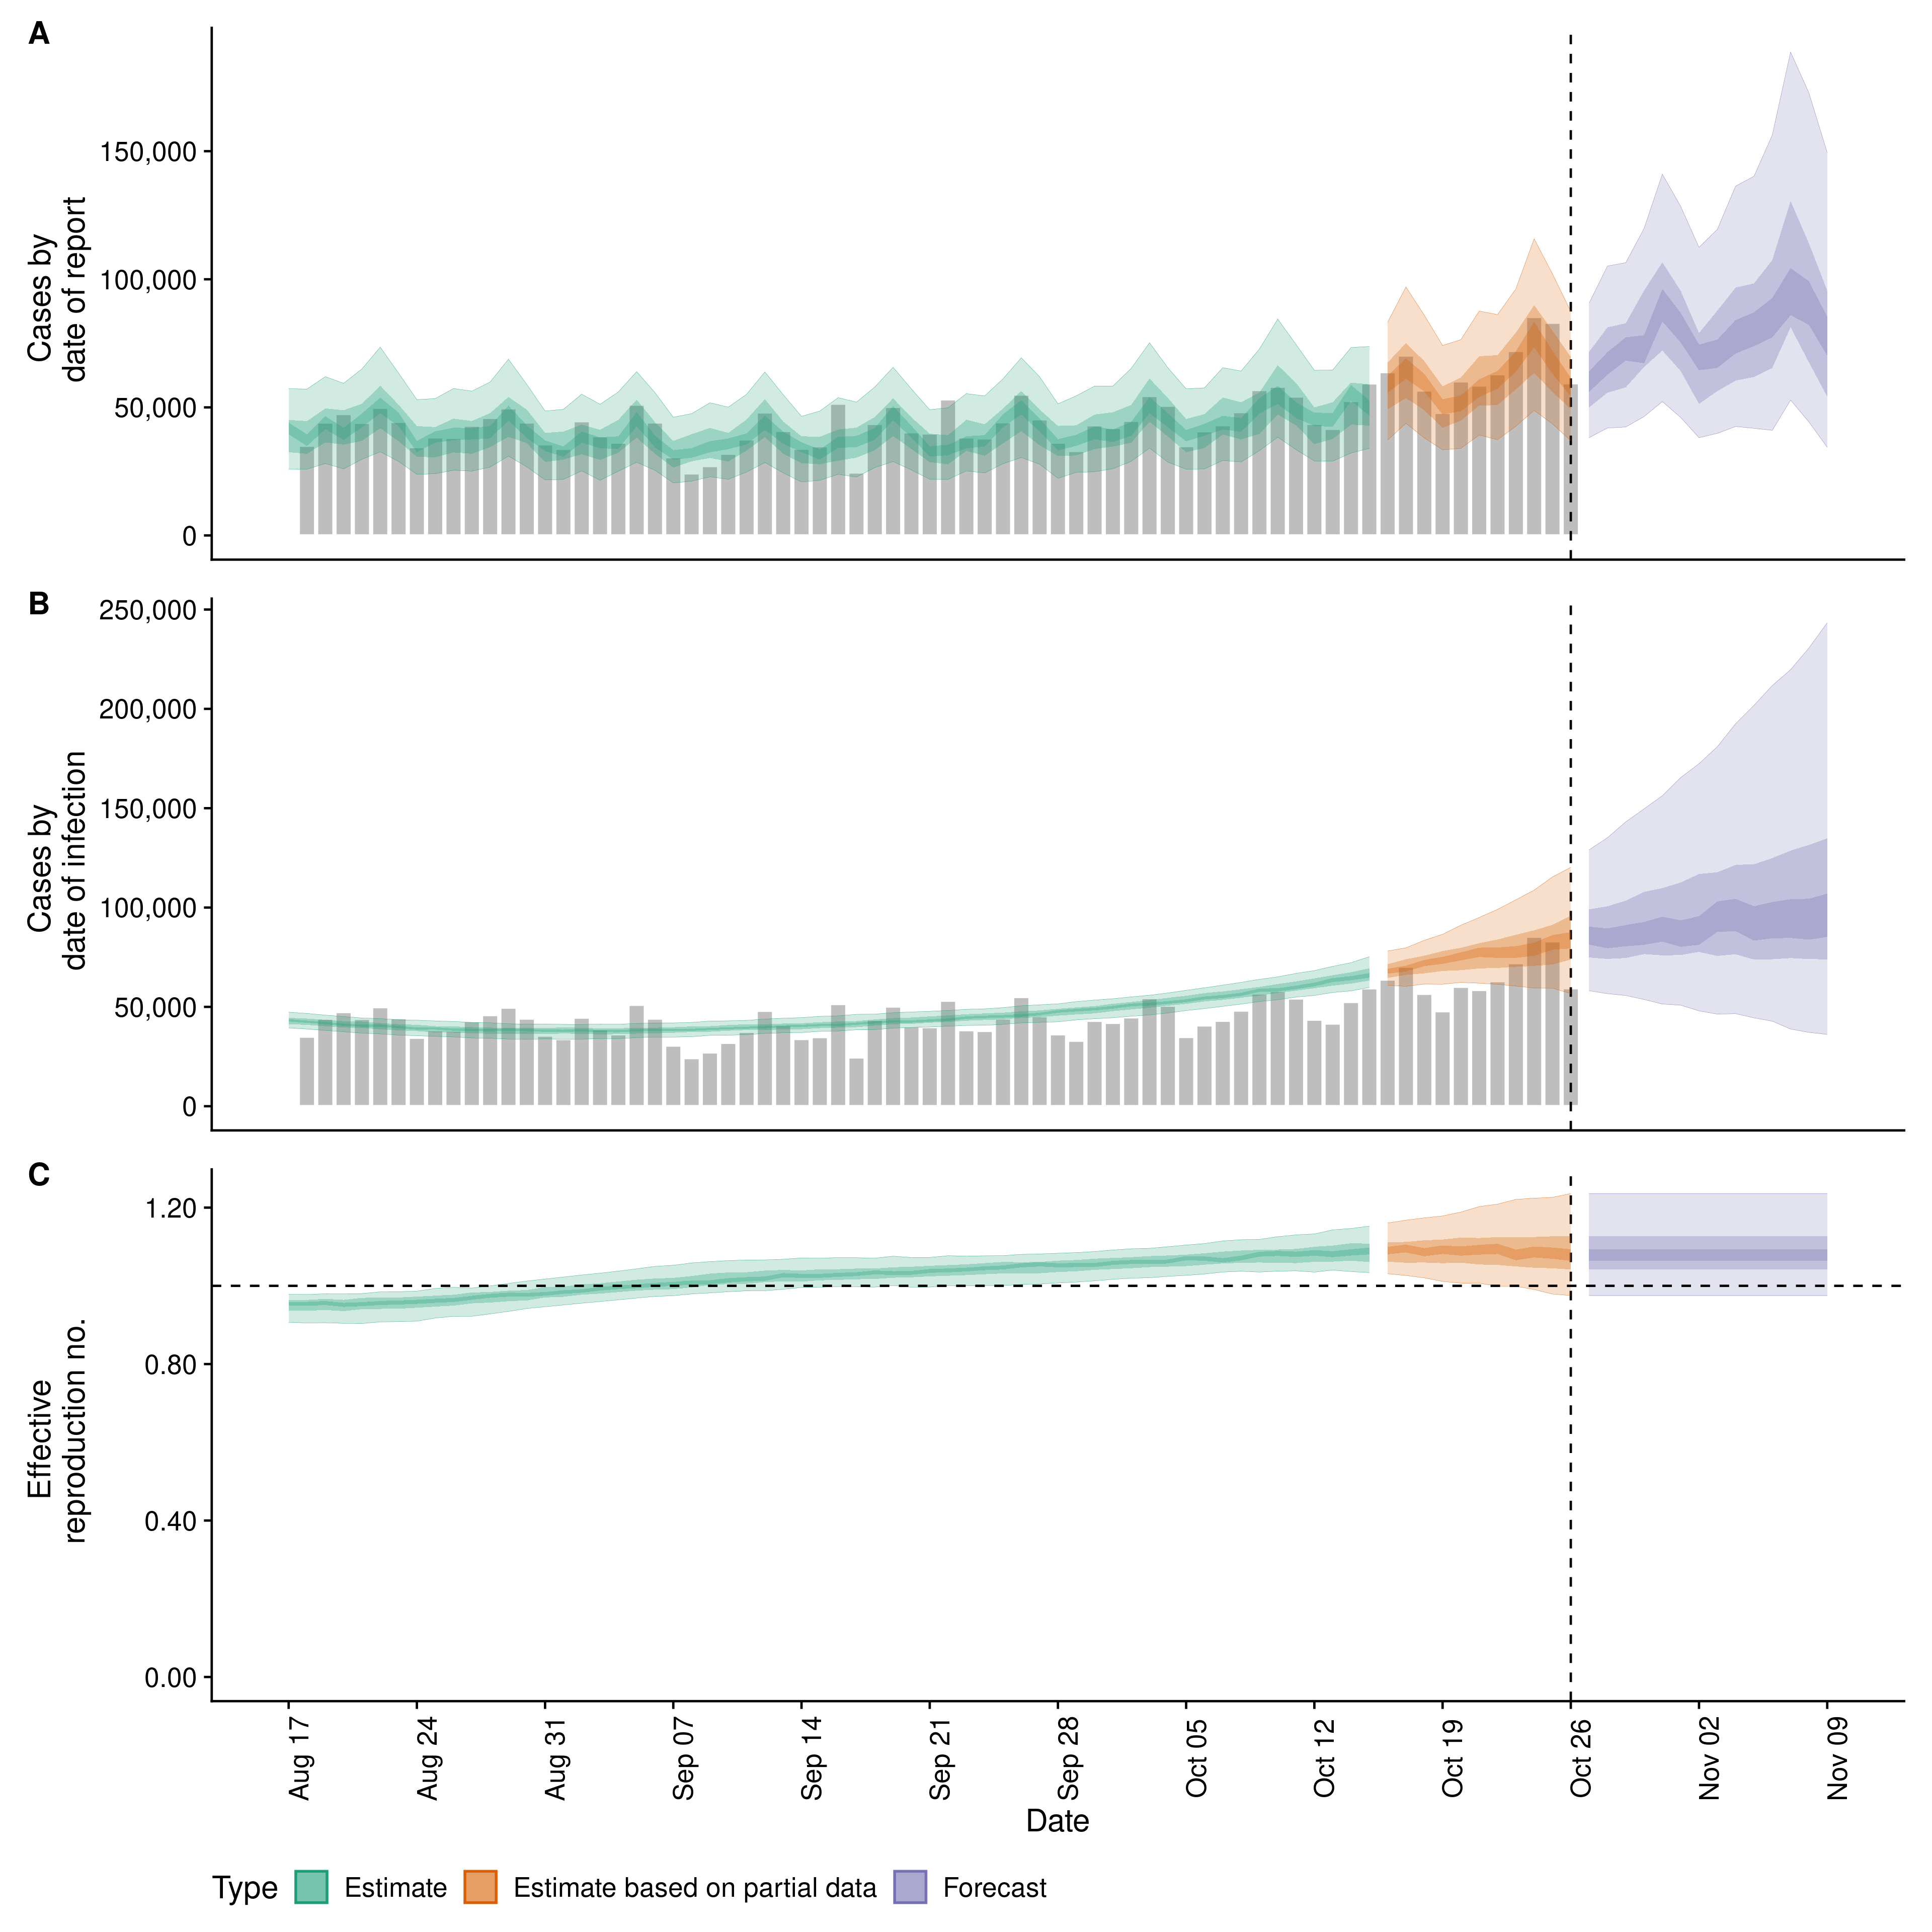 A
Cases by
date of report
150,000
100,000
50,000
0
B
Cases by
date of infection
250,000
200,000
150,000
100,000
50,000
0
C
Effective
reproduction no.
1.20
0.80
0.40
0.00
Aug 17
Aug 24
Aug 31
Sep 07
Sep 14
Sep 21
Sep 28
Oct 05
Oct 12
Oct 19
Oct 26
Nov 02
Nov 09
Date
Type Estimate Estimate based on partial data Forecast